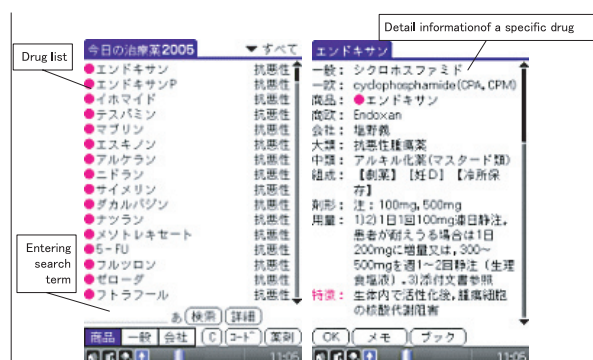 Drug list
Entering
search
term
Detail informationof a specific drug
今日の治療薬2005 ▼すべて
●エンドキサン 抗悪性
●エンドキサンP 抗悪性
●イホマイド 抗悪性
●テスパミン 抗悪性
●マブリン 抗悪性
●エスキノン 抗悪性
●アルケラン 抗悪性
●ニドラン 抗悪性
●サイメリン 抗悪性
●ダカルバジン 抗悪性
●ナツラン 抗悪性
●メソトレキセート 抗悪性
●5-FU 抗悪性
●フルツロン 抗悪性
●ゼローダ 抗悪性
●フトラフール 抗悪性
あ 検索 詳細
商品 一般 会社 C コード 薬剤
11:05
エンドキサン
一般: シクロホスファミド
一欧: cyclophosphamide(CPA, CPM)
商品: ●エンドキサン
商欧: Endoxan
会社: 塩野義
大類: 抗悪性腫瘍薬
中類: アルキル化薬(マスタード類)
組成: 【劇薬】【妊D】【冷所保
存】
剤形: 注:100mg,500mg
用量: 1)2)1日1回100mg連日静注,
患者が耐えうる場合は1日
200mgに増量又は,300~
500mgを週1~2回静注(生理
食塩液).3)添付文書参照
特徴: 生体内で活性化後,腫瘍細胞
の核酸代謝阻害
OK メモ ブック
11:05